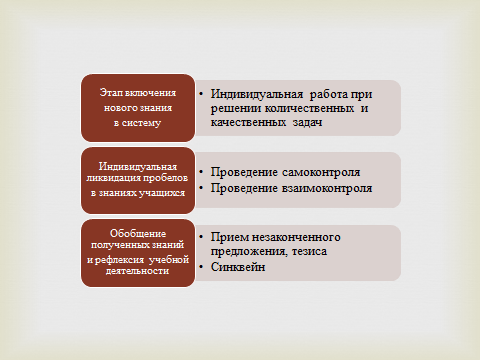 Этап включения
нового знания
в систему
• Индивидуальная работа при
решении количественных и
качественных задач
Индивидуальная
ликвидация пробелов
в знаниях учащихся
• Проведение самоконтроля
• Проведение взаимоконтроля
Обобщение
полученных знаний
и рефлексия учебной
деятельности
• Прием незаконченного
предложения, тезиса
• Синквейн